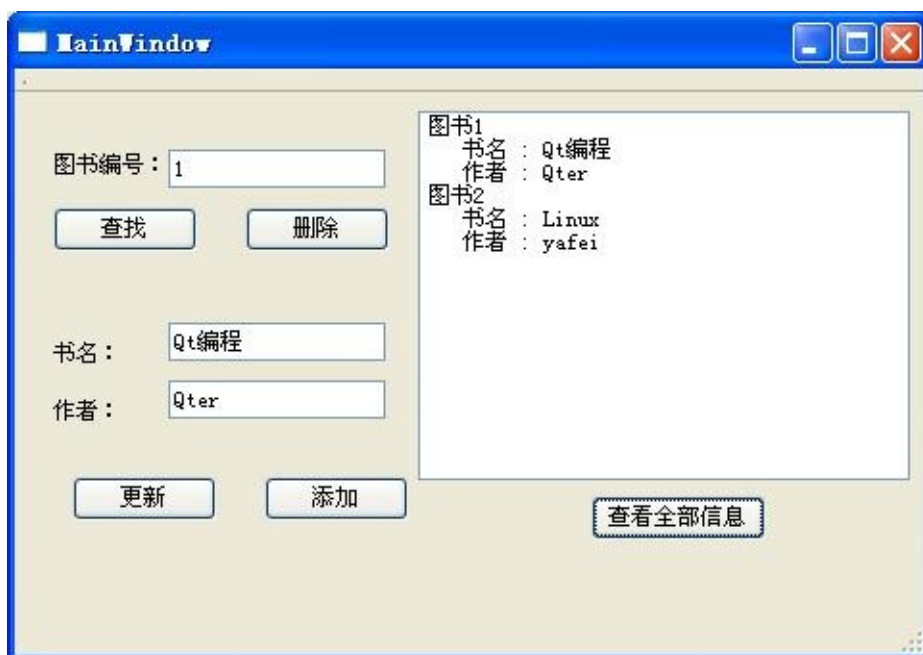 MainWindow
图书编号：
1
查找
删除
书名：
Qt编程
作者：
Qter
更新
添加
图书1
书名 : Qt编程
作者 : Qter
图书2
书名 : Linux
作者 : yafei
查看全部信息